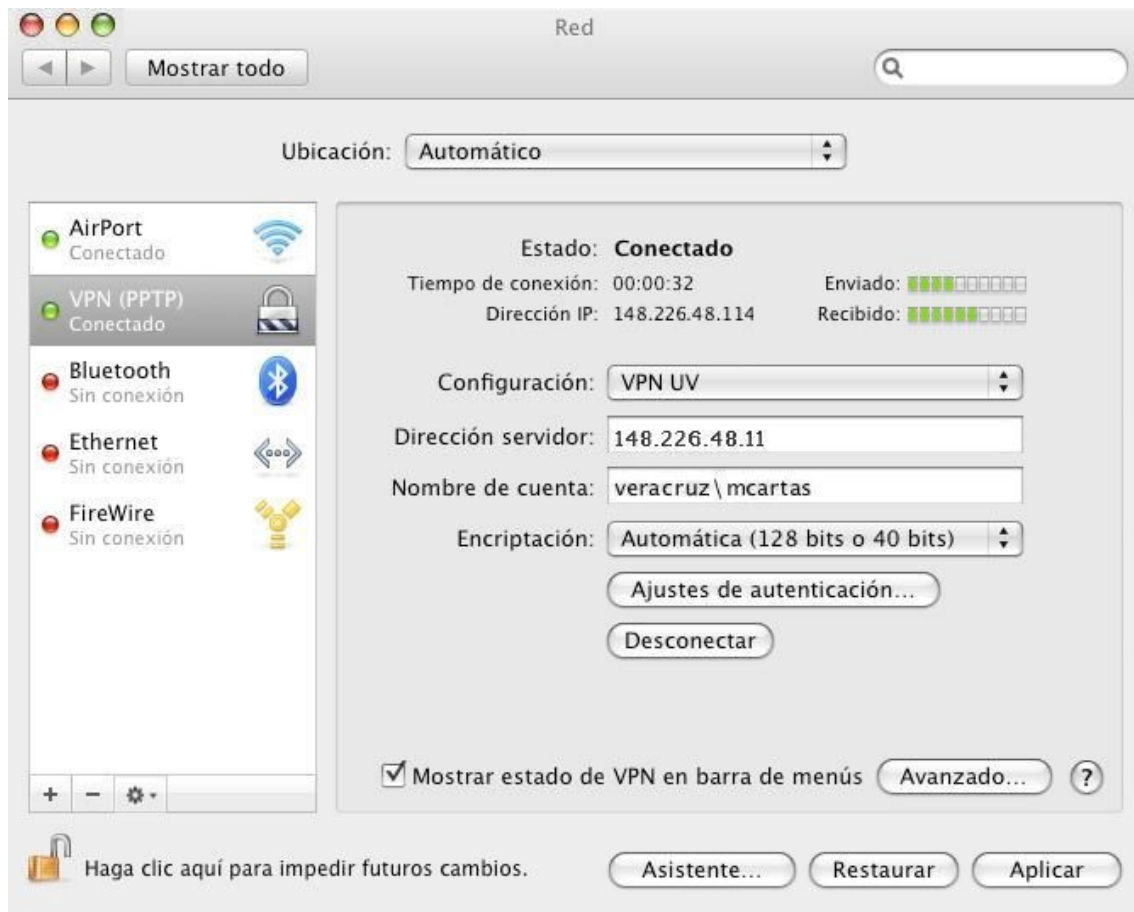 Red
Mostrar todo
Ubicación: Automático
AirPort
Conectado
VPN (PPTP)
Conectado
Bluetooth
Sin conexión
Ethernet
Sin conexión
FireWire
Sin conexión
Estado: Conectado
Tiempo de conexión: 00:00:32 Enviado:
Dirección IP: 148.226.48.114 Recibido:
Configuración: VPN UV
Dirección servidor: 148.226.48.11
Nombre de cuenta: veracruz\mcartas
Encriptación: Automática (128 bits o 40 bits)
Ajustes de autenticación...
Desconectar
Mostrar estado de VPN en barra de menús Avanzado... ?
Haga clic aquí para impedir futuros cambios. Asistente... Restaurar Aplicar